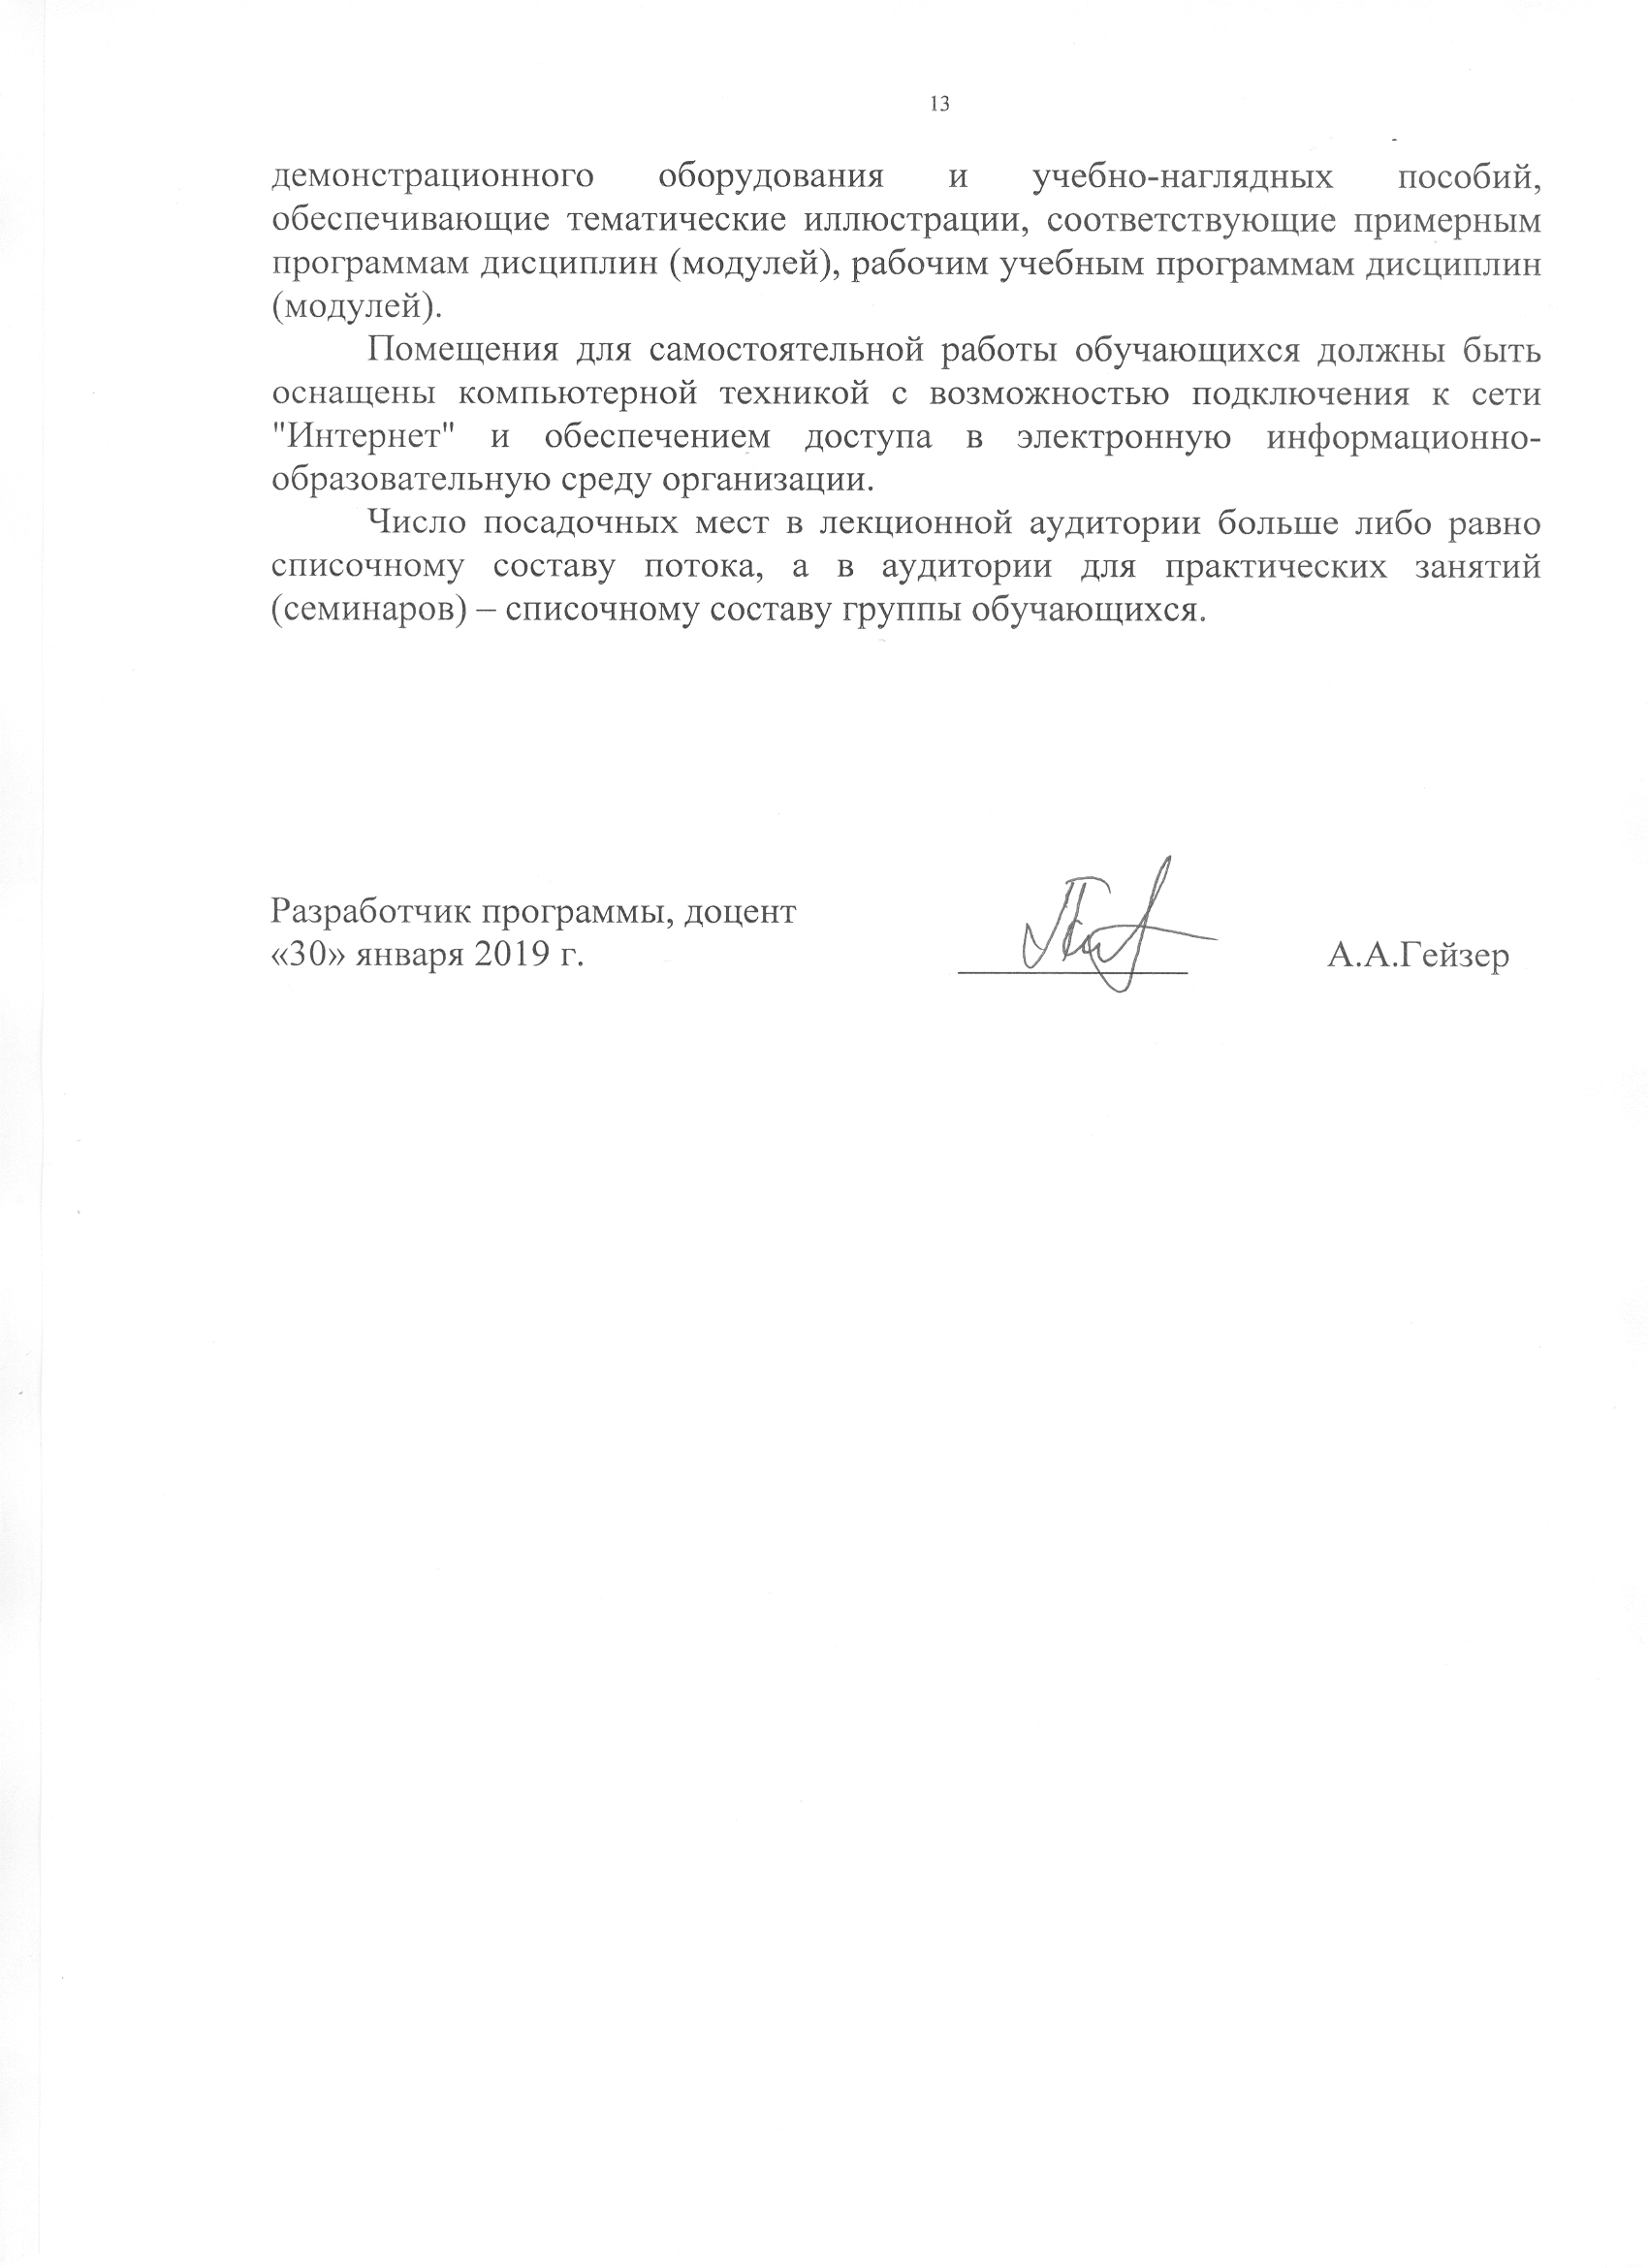 13
демонстрационного оборудования и учебно-наглядных пособий,
обеспечивающие тематические иллюстрации, соответствующие примерным
программам дисциплин (модулей), рабочим учебным программам дисциплин
(модулей).
Помещения для самостоятельной работы обучающихся должны быть
оснащены компьютерной техникой с возможностью подключения к сети
"Интернет" и обеспечением доступа в электронную информационно-
образовательную среду организации.
Число посадочных мест в лекционной аудитории больше либо равно
списочному составу потока, а в аудитории для практических занятий
(семинаров) – списочному составу группы обучающихся.
Разработчик программы, доцент
«30» января 2019 г. А.А.Гейзер